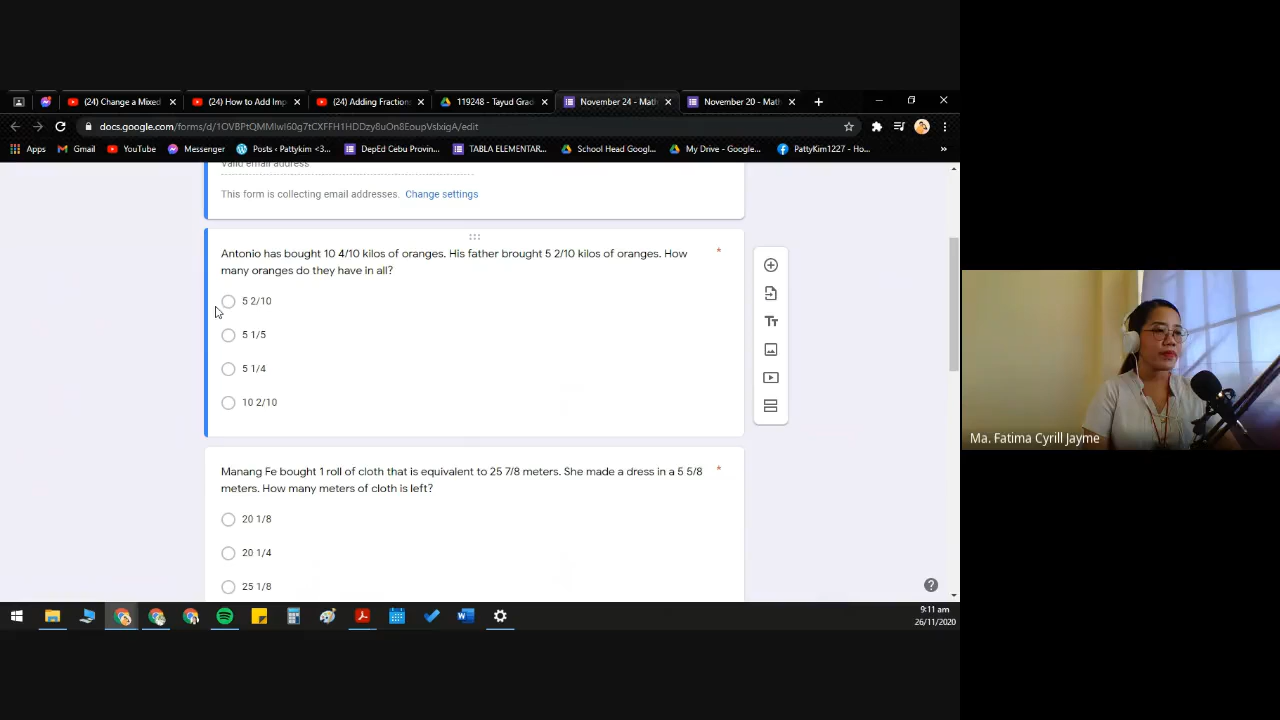 (24) Change a Mixed
(24) How to Add Imp
(24) Adding Fraction
119248 - Tayud Grad
November 24 - Math
November 20 - Math
docs.google.com/forms/d/1OVBPtQMMlwI60g7tCXFFH1HDDzy8uOn8EoupVslxigA/edit
Apps
Gmail
YouTube
Messenger
Posts ‹ Pattykim <3...
DepEd Cebu Provin...
TABLA ELEMENTAR...
School Head Googl...
My Drive - Google...
PattyKim1227 - Ho...
»
Valid email address
This form is collecting email addresses. Change settings
Antonio has bought 10 4/10 kilos of oranges. His father brought 5 2/10 kilos of oranges. How *
many oranges do they have in all?
5 2/10
5 1/5
5 1/4
10 2/10
Tт
Manang Fe bought 1 roll of cloth that is equivalent to 25 7/8 meters. She made a dress in a 5 5/8 *
meters. How many meters of cloth is left?
20 1/8
20 1/4
25 1/8
9:11 am
26/11/2020
Ma. Fatima Cyrill Jayme